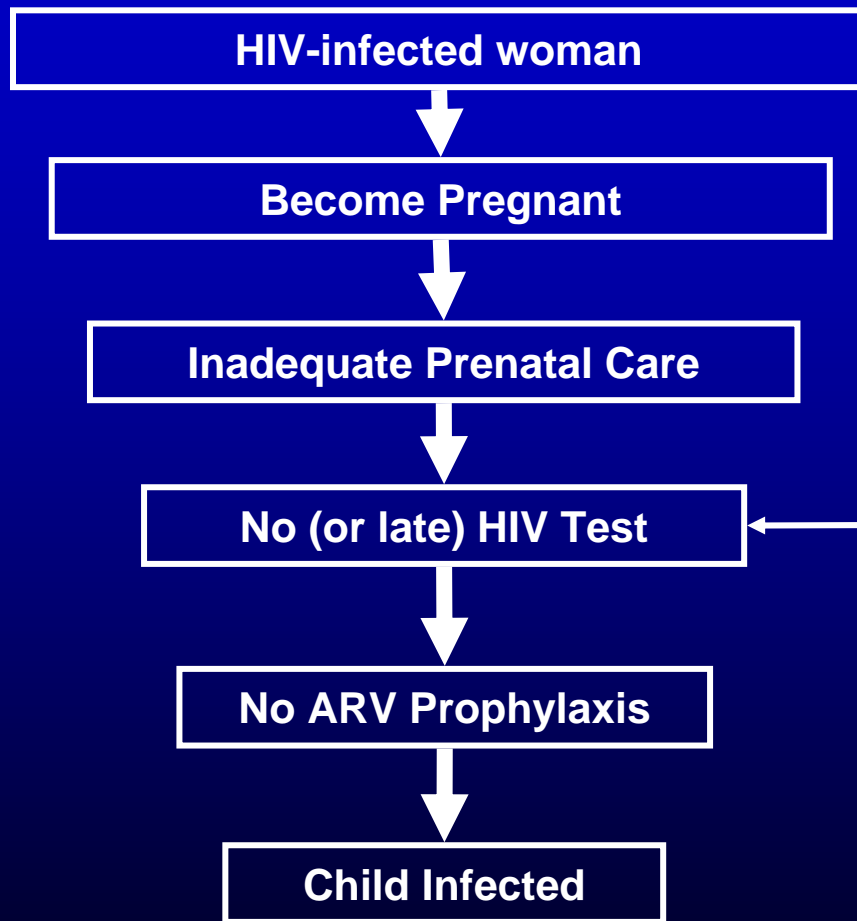 HIV-infected woman
Become Pregnant
Inadequate Prenatal Care
No (or late) HIV Test
No ARV Prophylaxis
Child Infected